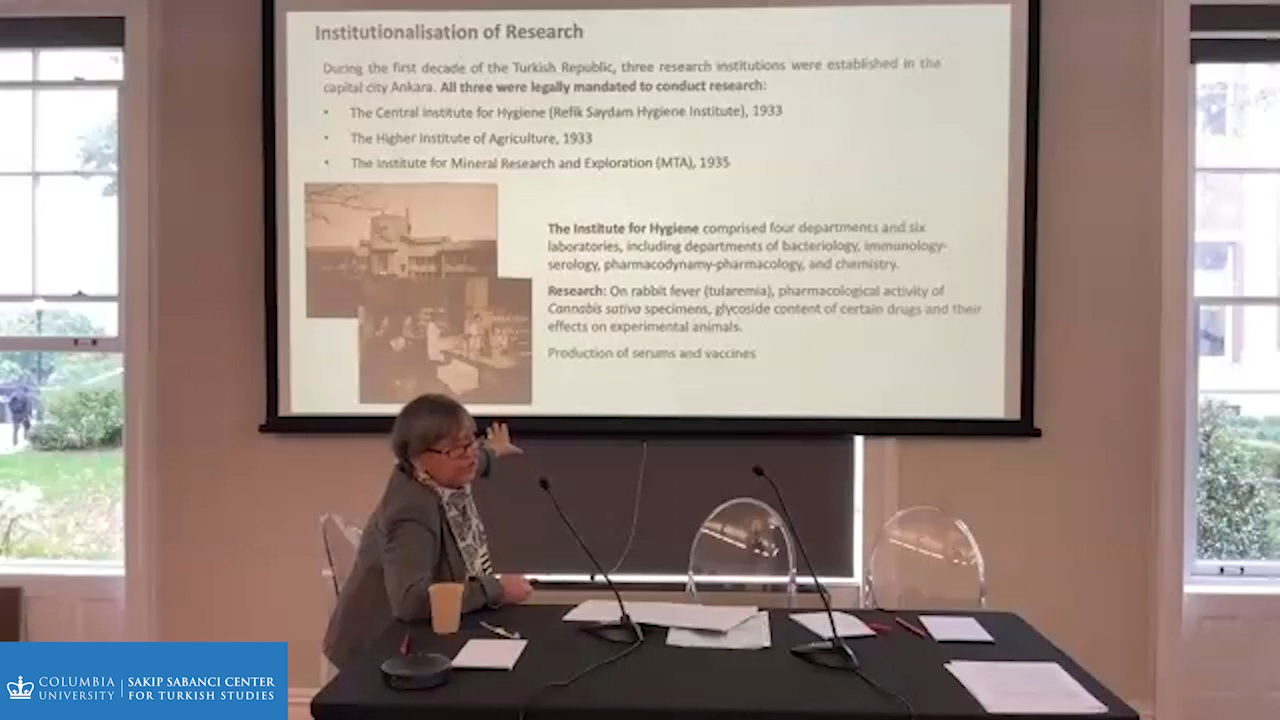 Institutionalisation of Research
During the first decade of the Turkish Republic, three research institutions were established in the
capital city Ankara. All three were legally mandated to conduct research:
• The Central Institute for Hygiene (Refik Saydam Hygiene Institute), 1933
• The Higher Institute of Agriculture, 1933
• The Institute for Mineral Research and Exploration (MTA), 1935
The Institute for Hygiene comprised four departments and six
laboratories, including departments of bacteriology, immunology-
serology, pharmacodynamy-pharmacology, and chemistry.
Research: On rabbit fever (tularemia), pharmacological activity of
Cannabis sativa specimens, glycoside content of certain drugs and their
effects on experimental animals.
Production of serums and vaccines
COLUMBIA UNIVERSITY
SAKIP SABANCI CENTER
FOR TURKISH STUDIES